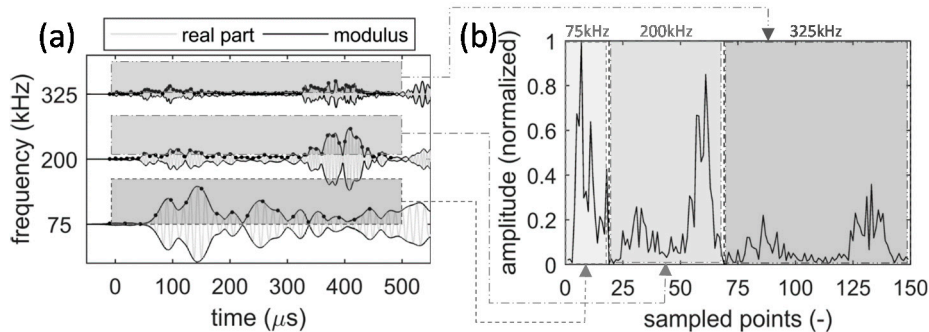 (a)
real part
modulus
frequency (kHz)
325
200
75
0
100
200
300
400
500
time (μs)
(b)
75kHz
200kHz
325kHz
amplitude (normalized)
1
0.8
0.6
0.4
0.2
0
0
25
50
75
100
125
150
sampled points (-)